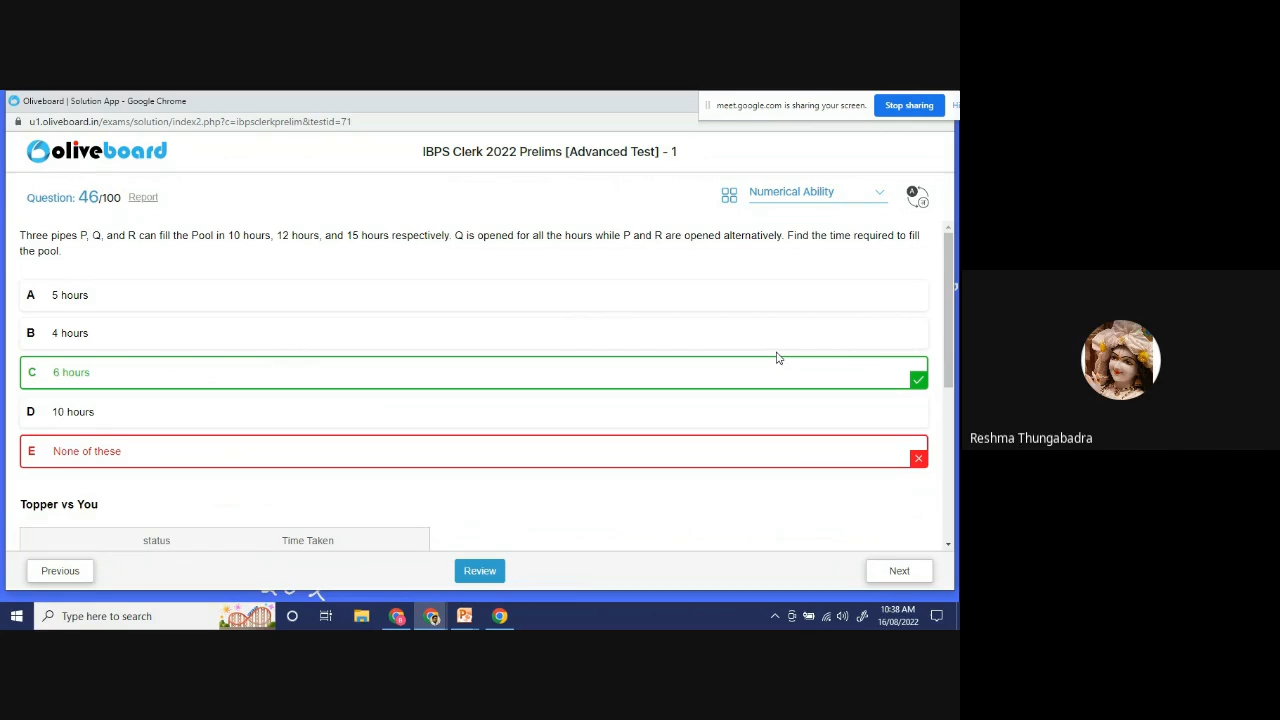 Oliveboard | Solution App - Google Chrome
meet.google.com is sharing your screen.
Stop sharing
u1.oliveboard.in/exams/solution/index2.php?c=ibpsclerkprelim&testid=71
oliveboard
IBPS Clerk 2022 Prelims [Advanced Test] - 1
Question: 46/100 Report
Numerical Ability
A
Three pipes P, Q, and R can fill the Pool in 10 hours, 12 hours, and 15 hours respectively. Q is opened for all the hours while P and R are opened alternatively. Find the time required to fill
the pool.
A 5 hours
B 4 hours
C 6 hours
D 10 hours
E None of these
Topper vs You
status Time Taken
Previous
Review
Next
Type here to search
10:38 AM
16/08/2022
Reshma Thungabadra